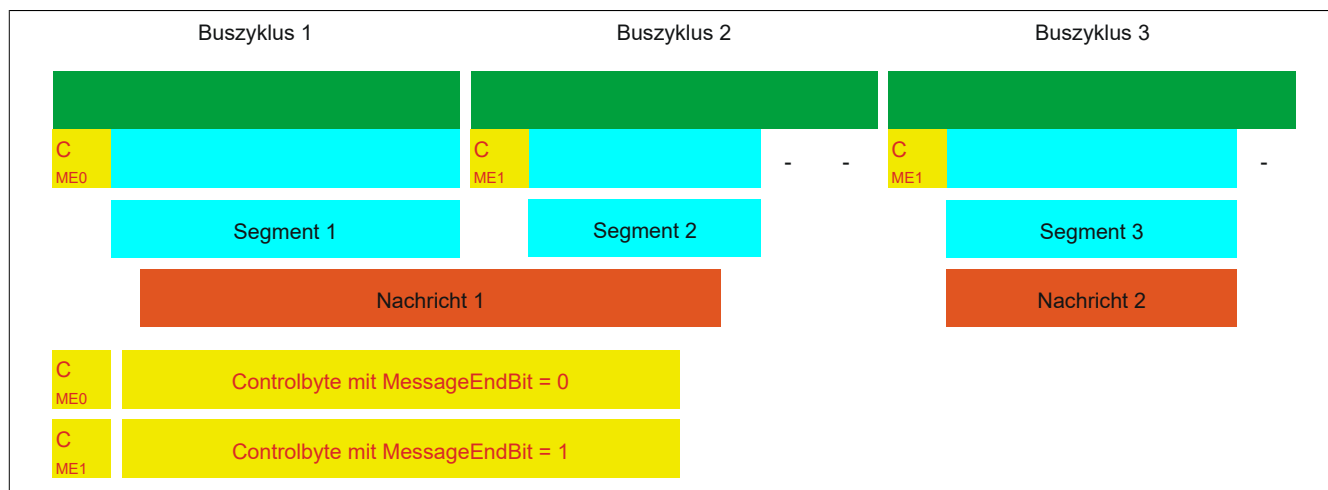 Buszyklus 1 Buszyklus 2 Buszyklus 3
C C C
ME0 ME1 ME1
- - -
Segment 1 Segment 2 Segment 3
Nachricht 1 Nachricht 2
C
ME0
Controlbyte mit MessageEndBit = 0
C
ME1
Controlbyte mit MessageEndBit = 1